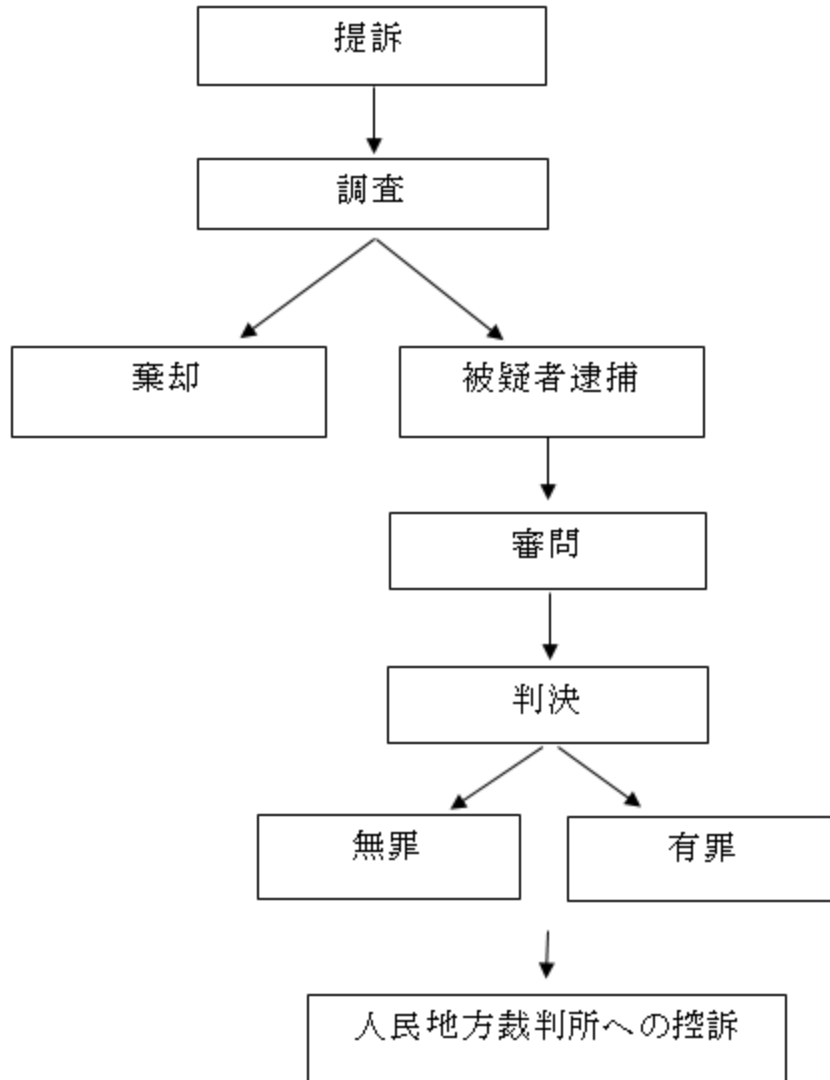 提訴
調査
棄却
被疑者逮捕
審問
判決
無罪
有罪
人民地方裁判所への控訴